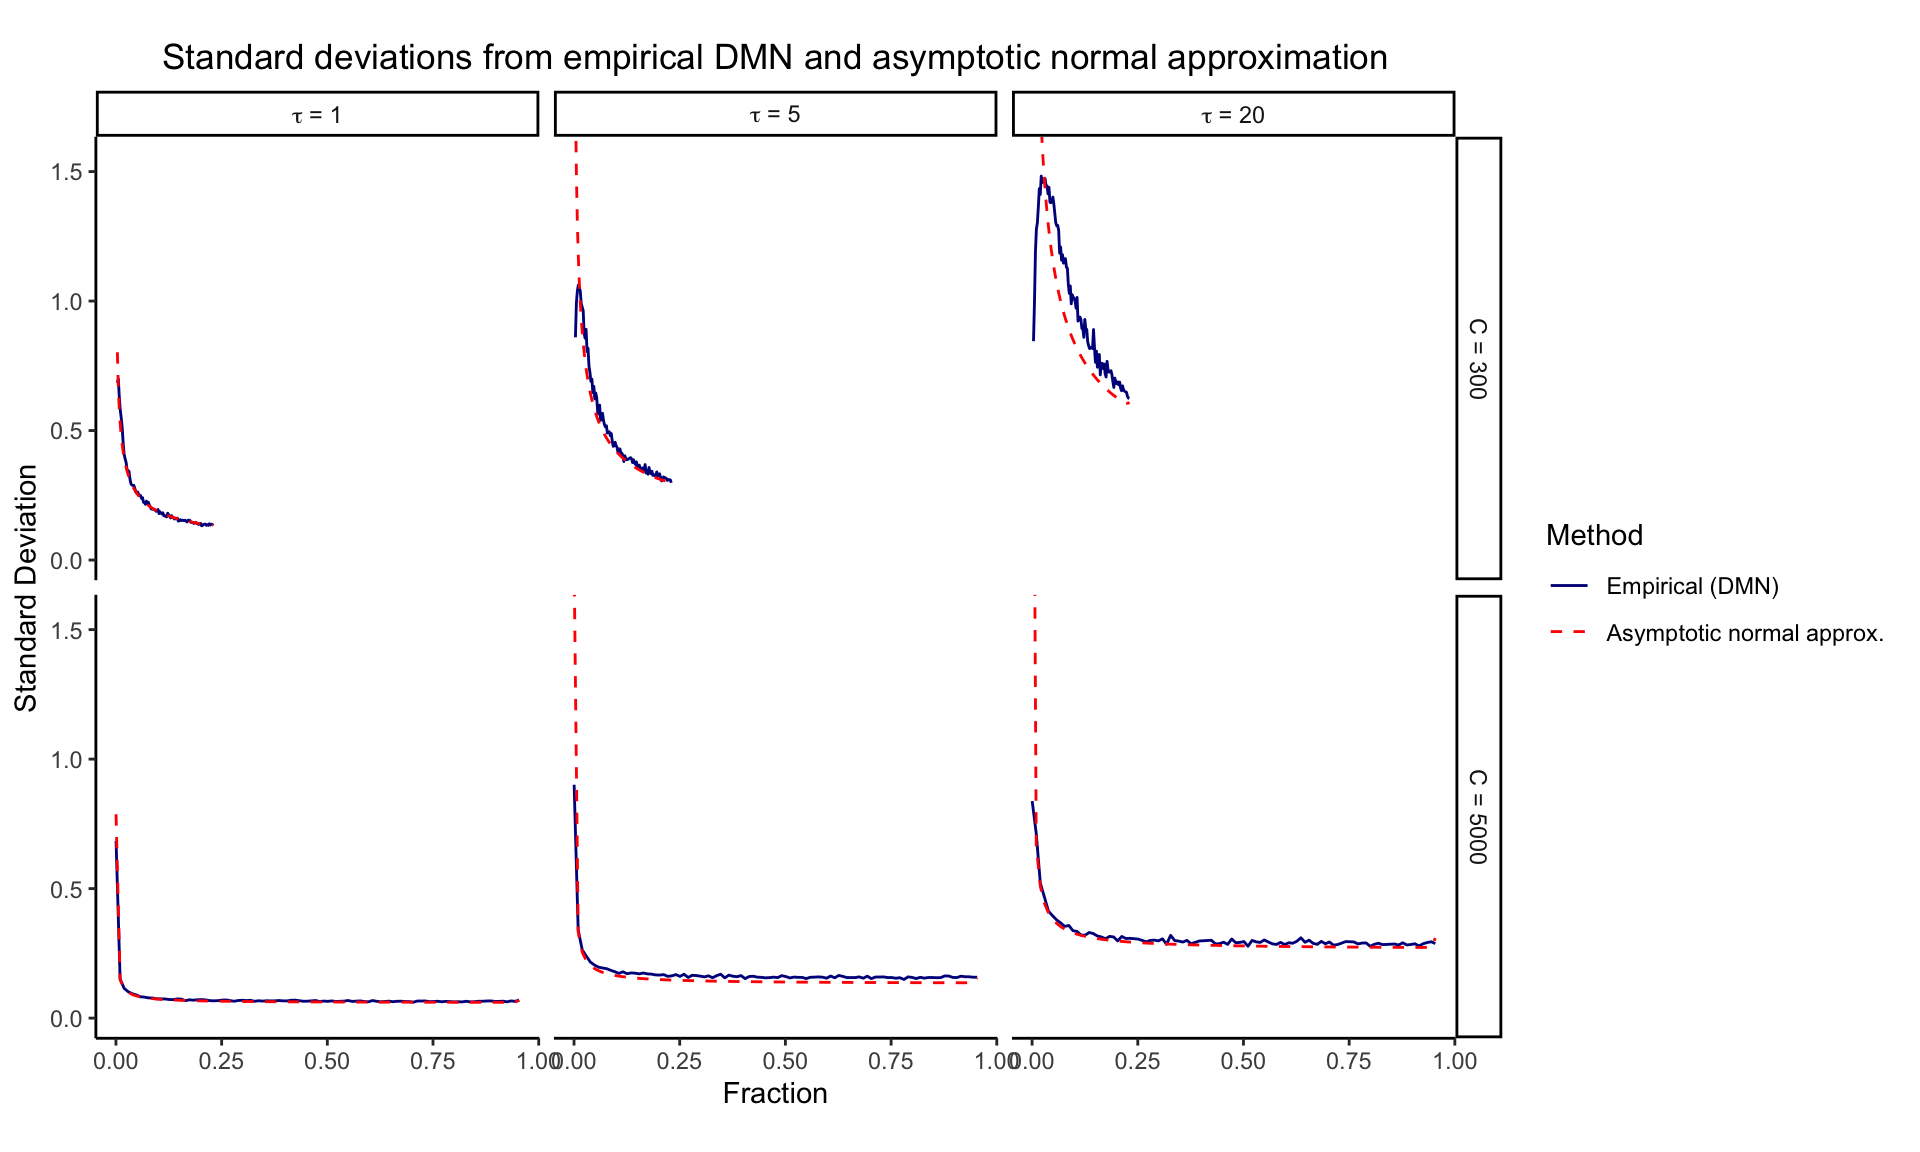 Standard deviations from empirical DMN and asymptotic normal approximation
τ = 1
τ = 5
τ = 20
1.5
1.0
0.5
0.0
C = 300
1.5
1.0
0.5
0.0
C = 5000
Standard Deviation
0.00 0.25 0.50 0.75 1.00
0.00 0.25 0.50 0.75 1.00
0.00 0.25 0.50 0.75 1.00
Fraction
Method
Empirical (DMN)
Asymptotic normal approx.